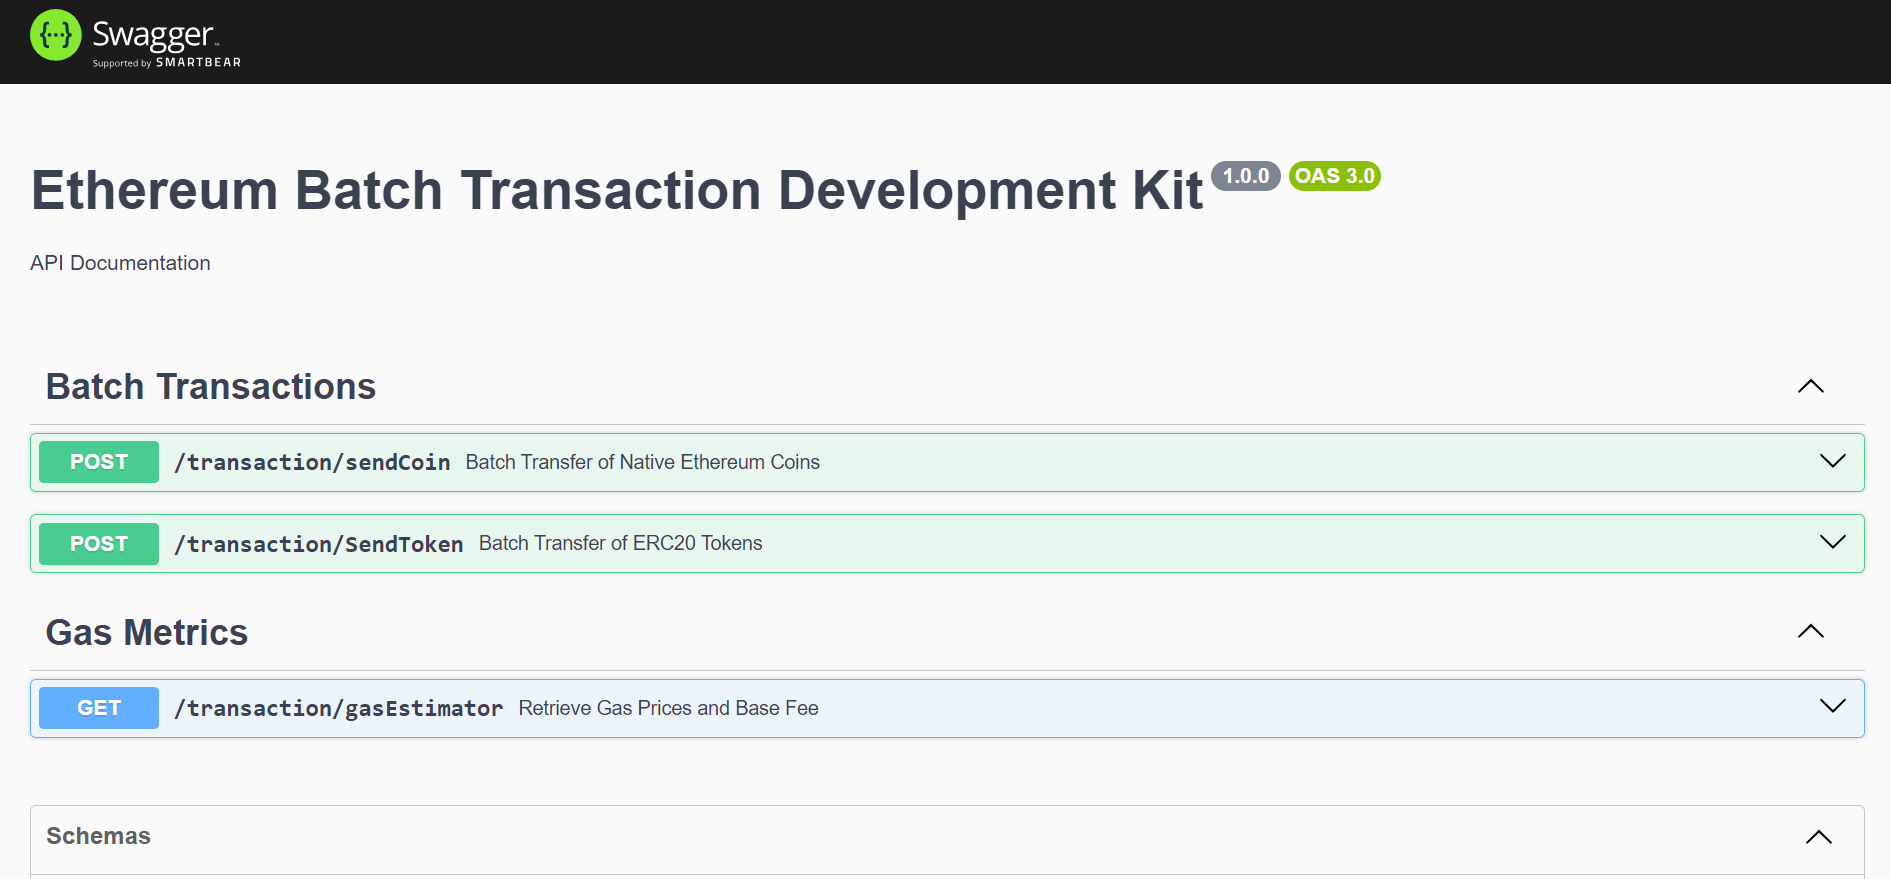 {...} Swagger™
Supported by SMARTBEAR
Ethereum Batch Transaction Development Kit 1.0.0 OAS 3.0
API Documentation
Batch Transactions
POST /transaction/sendCoin Batch Transfer of Native Ethereum Coins
POST /transaction/SendToken Batch Transfer of ERC20 Tokens
Gas Metrics
GET /transaction/gasEstimator Retrieve Gas Prices and Base Fee
Schemas